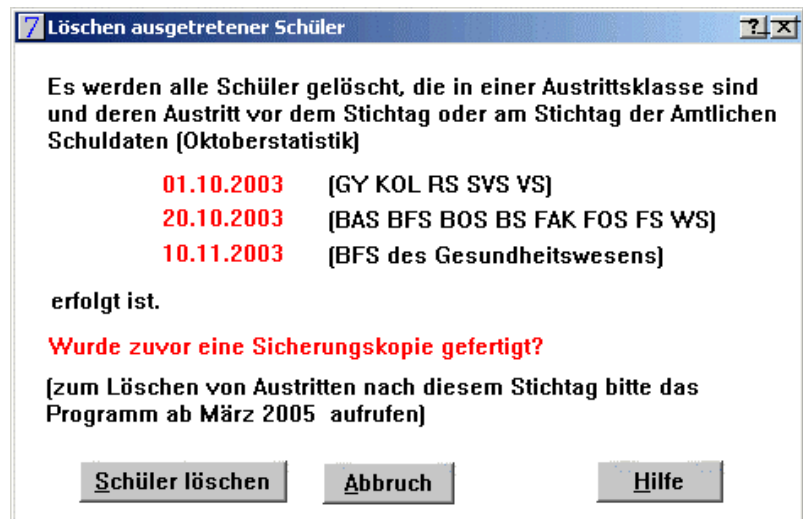 7 Löschen ausgetretener Schüler ? x
Es werden alle Schüler gelöscht, die in einer Austrittsklasse sind
und deren Austritt vor dem Stichtag oder am Stichtag der Amtlichen
Schuldaten (Oktoberstatistik)
01.10.2003 (GY KOL RS SVS VS)
20.10.2003 (BAS BFS BOS BS FAK FOS FS WS)
10.11.2003 (BFS des Gesundheitswesens)
erfolgt ist.
Wurde zuvor eine Sicherungskopie gefertigt?
(zum Löschen von Austritten nach diesem Stichtag bitte das
Programm ab März 2005 aufrufen)
Schüler löschen Abbruch Hilfe